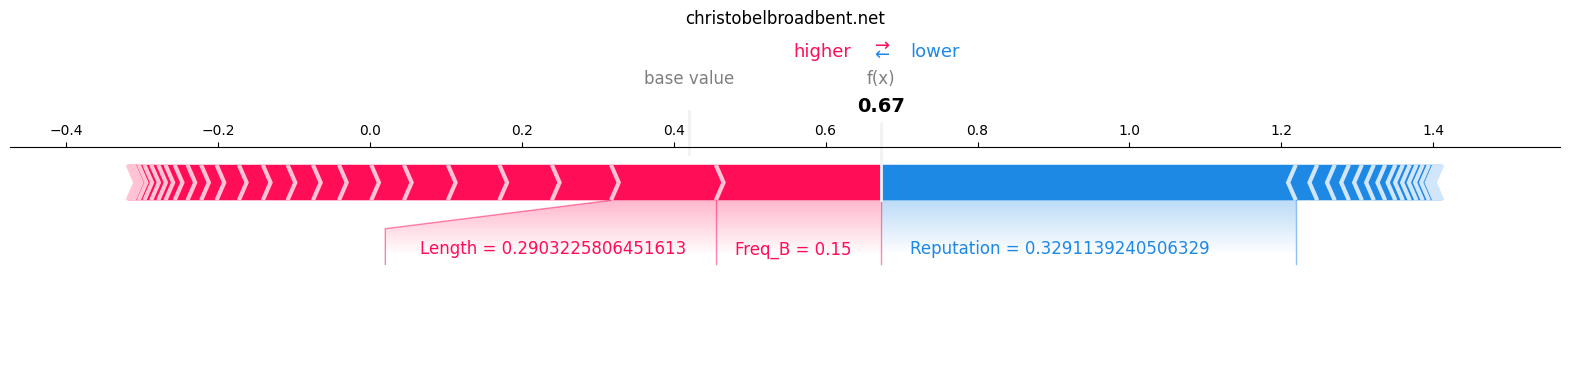 christobelbroadbent.net
higher ⇄ lower
base value f(x)
0.67
−0.4 −0.2 0.0 0.2 0.4 0.6 0.8 1.0 1.2 1.4
Length = 0.2903225806451613 Freq_B = 0.15 Reputation = 0.3291139240506329